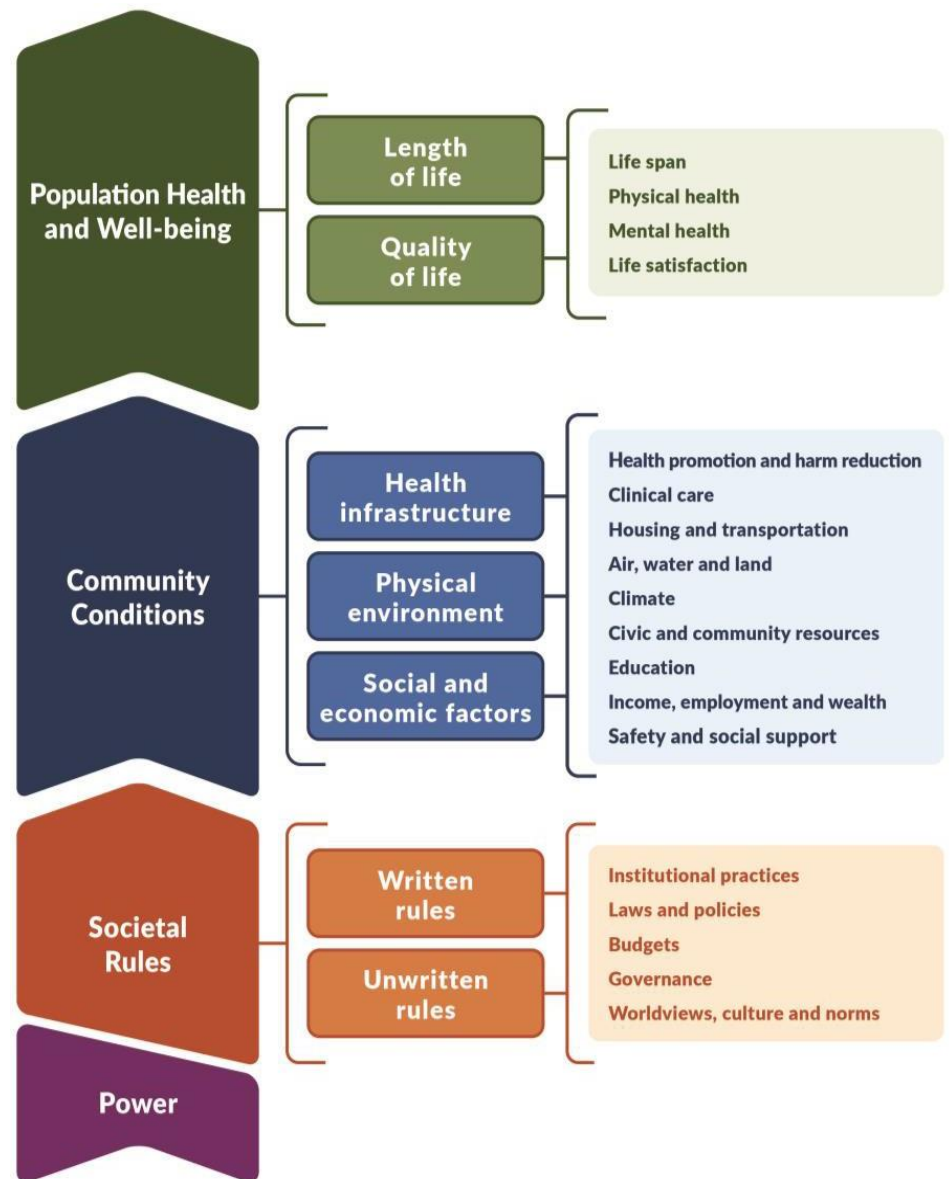 Population Health
and Well-being
Length
of life
Quality
of life
Life span
Physical health
Mental health
Life satisfaction
Community
Conditions
Health
infrastructure
Physical
environment
Social and
economic factors
Health promotion and harm reduction
Clinical care
Housing and transportation
Air, water and land
Climate
Civic and community resources
Education
Income, employment and wealth
Safety and social support
Societal
Rules
Written
rules
Unwritten
rules
Institutional practices
Laws and policies
Budgets
Governance
Worldviews, culture and norms
Power